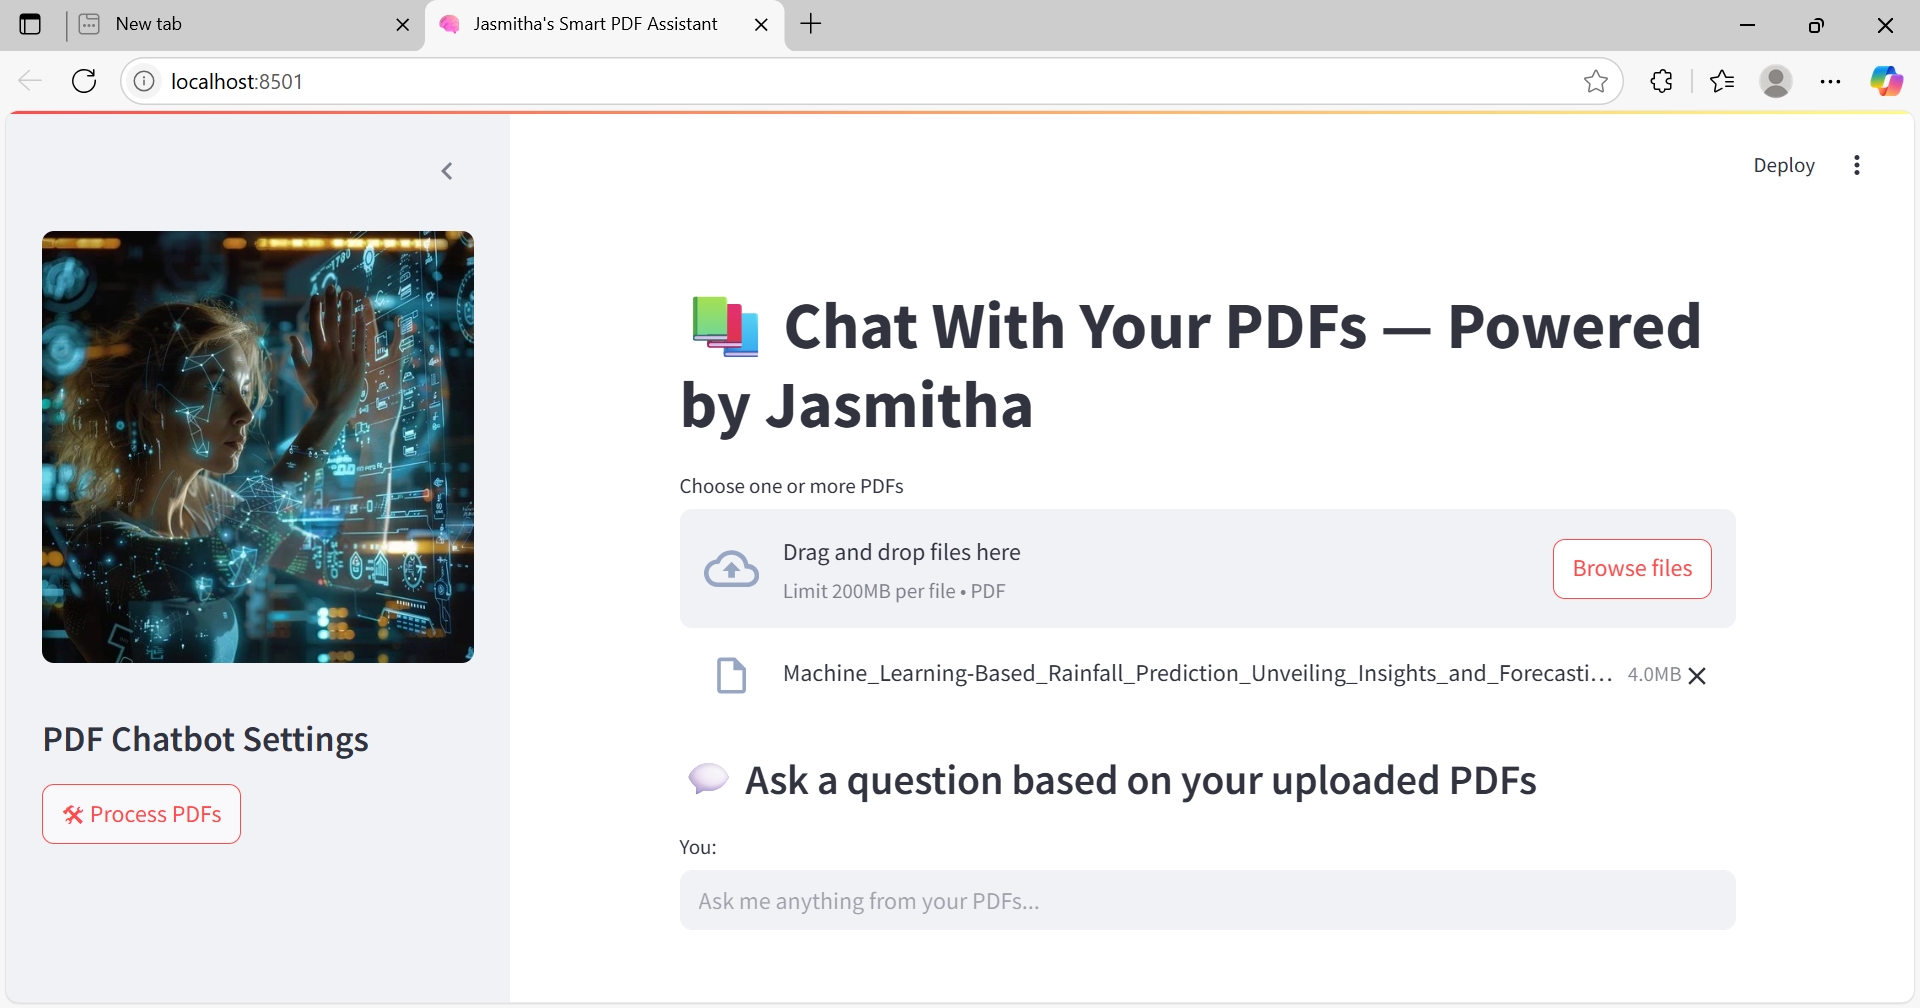 New tab
Jasmitha's Smart PDF Assistant
localhost:8501
Deploy
Chat With Your PDFs — Powered
by Jasmitha
Choose one or more PDFs
Drag and drop files here
Limit 200MB per file • PDF
Browse files
Machine_Learning-Based_Rainfall_Prediction_Unveiling_Insights_and_Forecasti... 4.0MB
Ask a question based on your uploaded PDFs
You:
Ask me anything from your PDFs...
PDF Chatbot Settings
🛠 Process PDFs